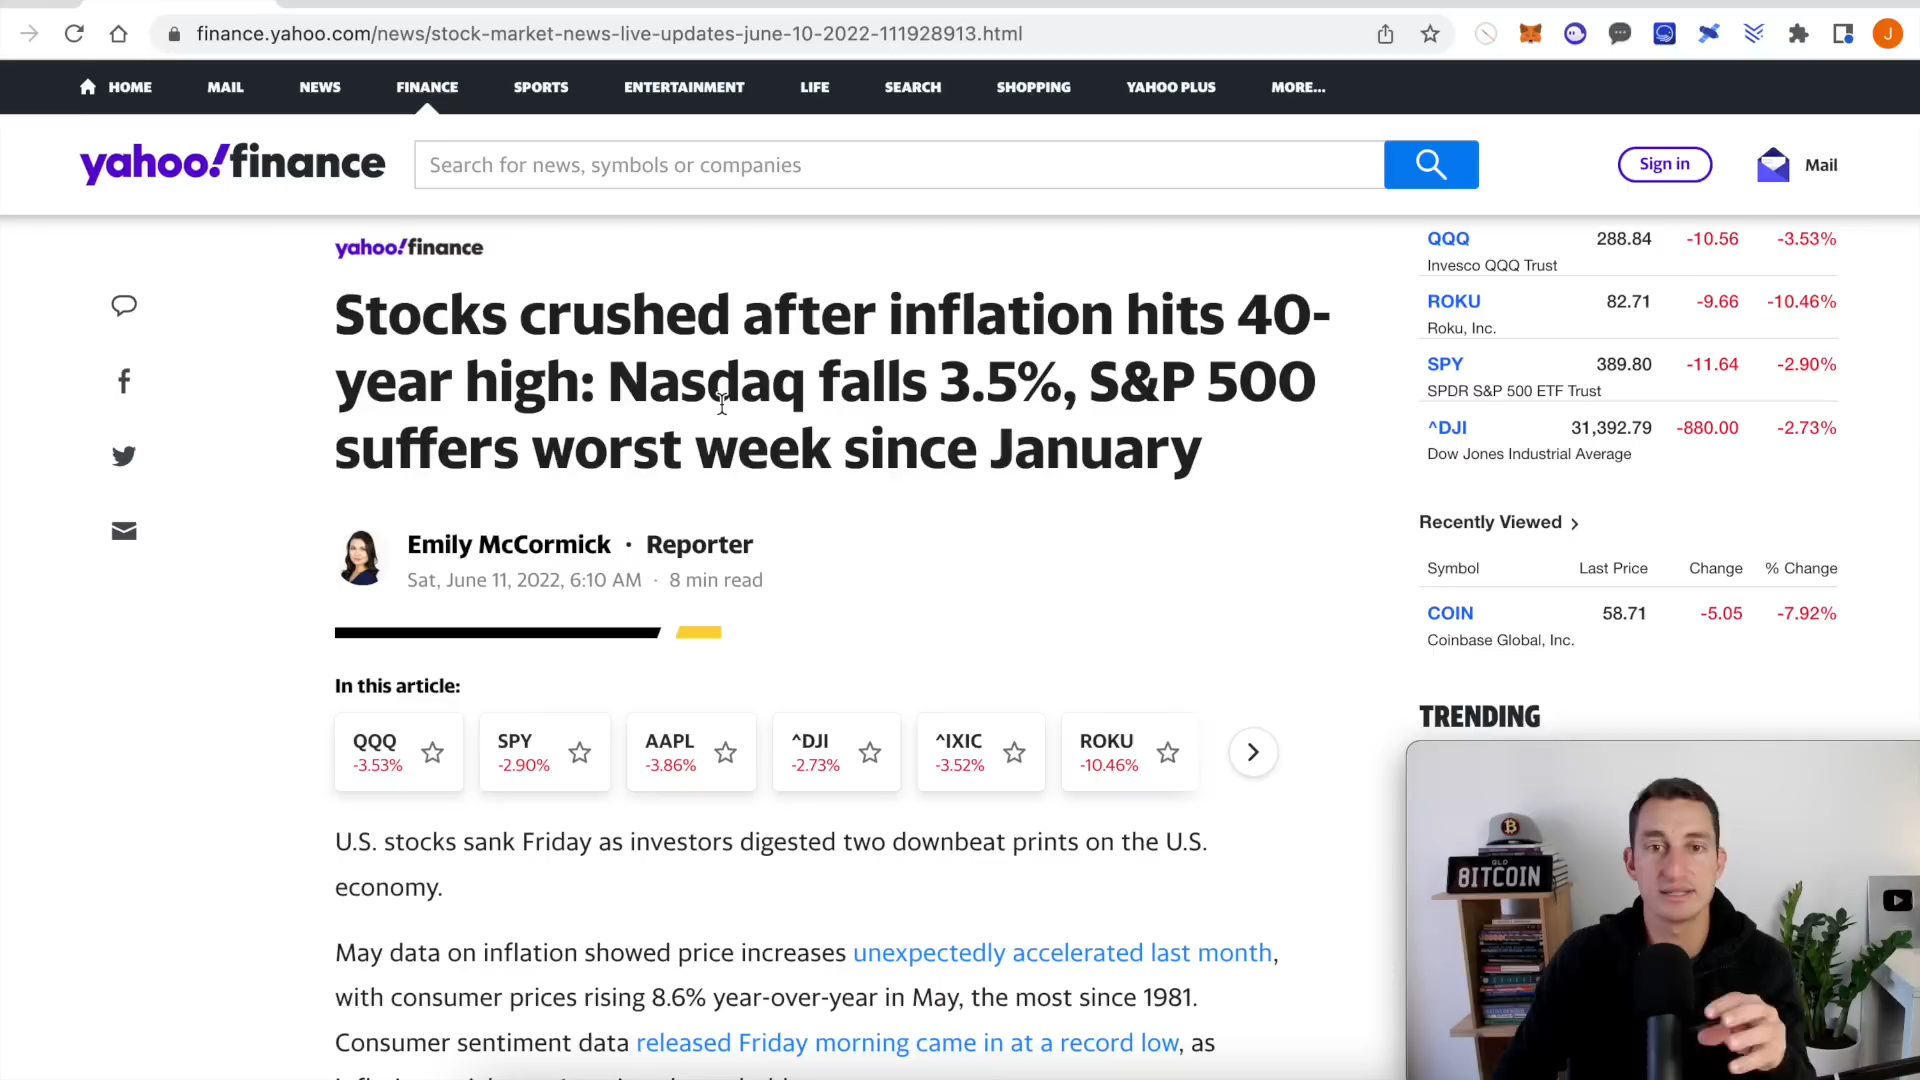 finance.yahoo.com/news/stock-market-news-live-updates-june-10-2022-111928913.html
J
HOME MAIL NEWS FINANCE SPORTS ENTERTAINMENT LIFE SEARCH SHOPPING YAHOO PLUS MORE...
yahoo!finance
Search for news, symbols or companies
Sign in
Mail
yahoo!finance
Stocks crushed after inflation hits 40-
year high: Nasdaq falls 3.5%, S&P 500
suffers worst week since January
Emily McCormick · Reporter
Sat, June 11, 2022, 6:10 AM · 8 min read
In this article:
QQQ SPY AAPL ^DJI ^IXIC ROKU
-3.53% -2.90% -3.86% -2.73% -3.52% -10.46%
U.S. stocks sank Friday as investors digested two downbeat prints on the U.S.
economy.
May data on inflation showed price increases unexpectedly accelerated last month,
with consumer prices rising 8.6% year-over-year in May, the most since 1981.
Consumer sentiment data released Friday morning came in at a record low, as
QQQ 288.84 -10.56 -3.53%
Invesco QQQ Trust
ROKU 82.71 -9.66 -10.46%
Roku, Inc.
SPY 389.80 -11.64 -2.90%
SPDR S&P 500 ETF Trust
^DJI 31,392.79 -880.00 -2.73%
Dow Jones Industrial Average
Recently Viewed
Symbol Last Price Change % Change
COIN 58.71 -5.05 -7.92%
Coinbase Global, Inc.
TRENDING
QLD
8ITCOIN